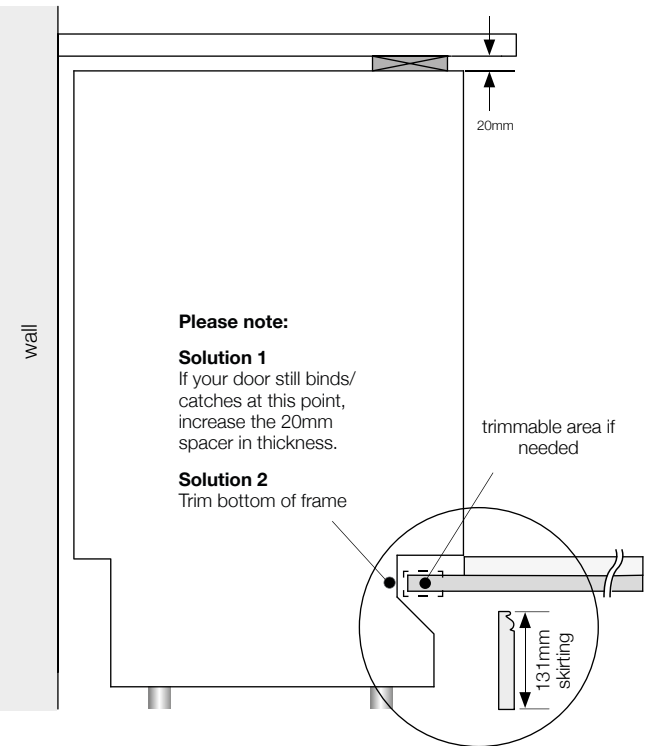 20mm
wall
Please note:
Solution 1
If your door still binds/
catches at this point,
increase the 20mm
spacer in thickness.
Solution 2
Trim bottom of frame
trimmable area if
needed
131mm
skirting